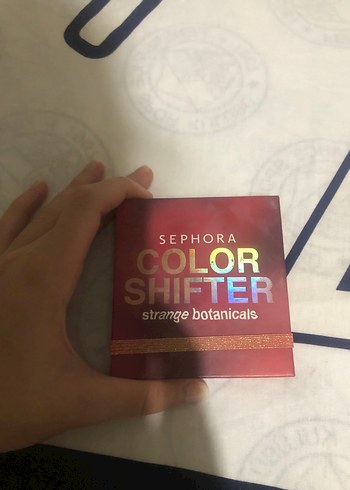 SEPHORA
COLOR
SHIFTER
strange botanicals